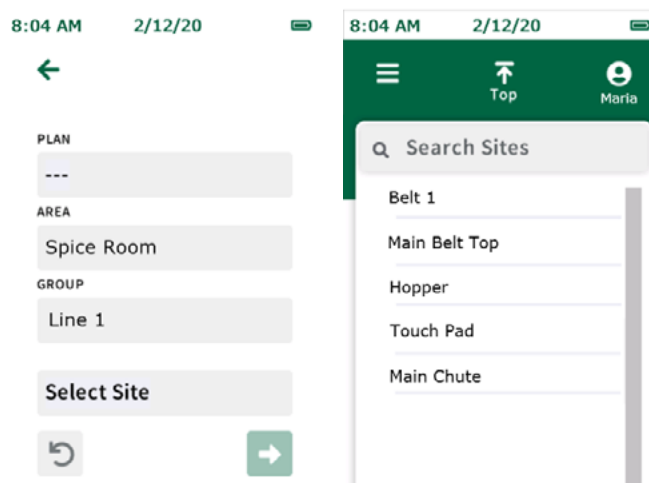 8:04 AM 2/12/20
PLAN
---
AREA
Spice Room
GROUP
Line 1
Select Site
8:04 AM 2/12/20
Top
Maria
Search Sites
Belt 1
Main Belt Top
Hopper
Touch Pad
Main Chute